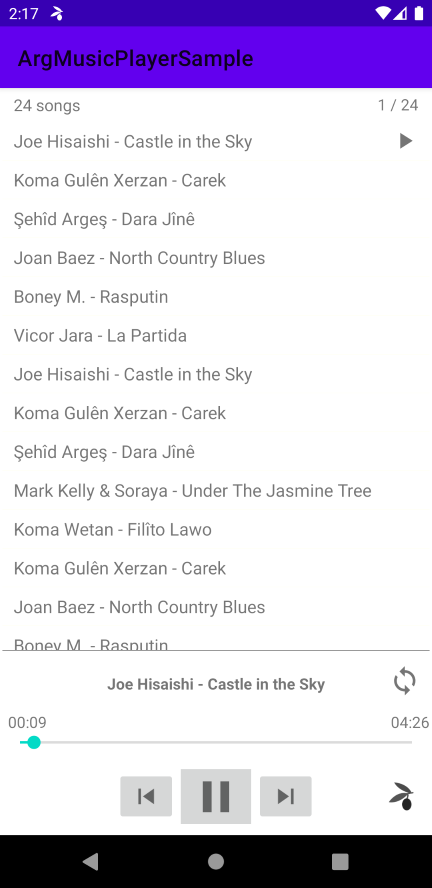 2:17
ArgMusicPlayerSample
24 songs 1 / 24
Joe Hisaishi - Castle in the Sky
Koma Gulên Xerzan - Carek
Şehîd Argeş - Dara Jînê
Joan Baez - North Country Blues
Boney M. - Rasputin
Vicor Jara - La Partida
Joe Hisaishi - Castle in the Sky
Koma Gulên Xerzan - Carek
Şehîd Argeş - Dara Jînê
Mark Kelly & Soraya - Under The Jasmine Tree
Koma Wetan - Filîto Lawo
Koma Gulên Xerzan - Carek
Joan Baez - North Country Blues
Boney M. - Rasputin
Joe Hisaishi - Castle in the Sky
00:09 04:26